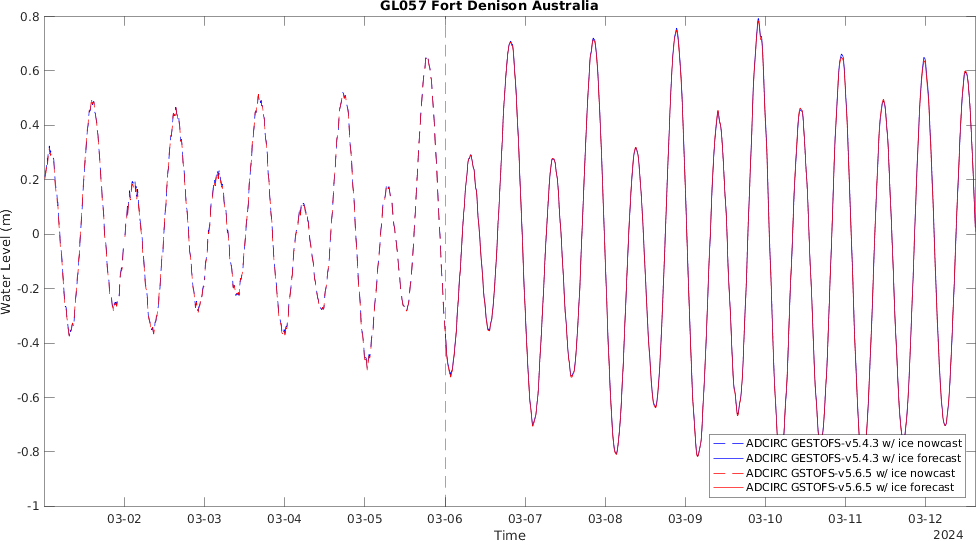 GL057 Fort Denison Australia
0.8
0.6
0.4
0.2
0
-0.2
-0.4
-0.6
-0.8
-1
Water Level (m)
ADCIRC GESTOFS-v5.4.3 w/ ice nowcast
ADCIRC GESTOFS-v5.4.3 w/ ice forecast
ADCIRC GSTOFS-v5.6.5 w/ ice nowcast
ADCIRC GSTOFS-v5.6.5 w/ ice forecast
03-02 03-03 03-04 03-05 03-06 03-07 03-08 03-09 03-10 03-11 03-12
Time
2024